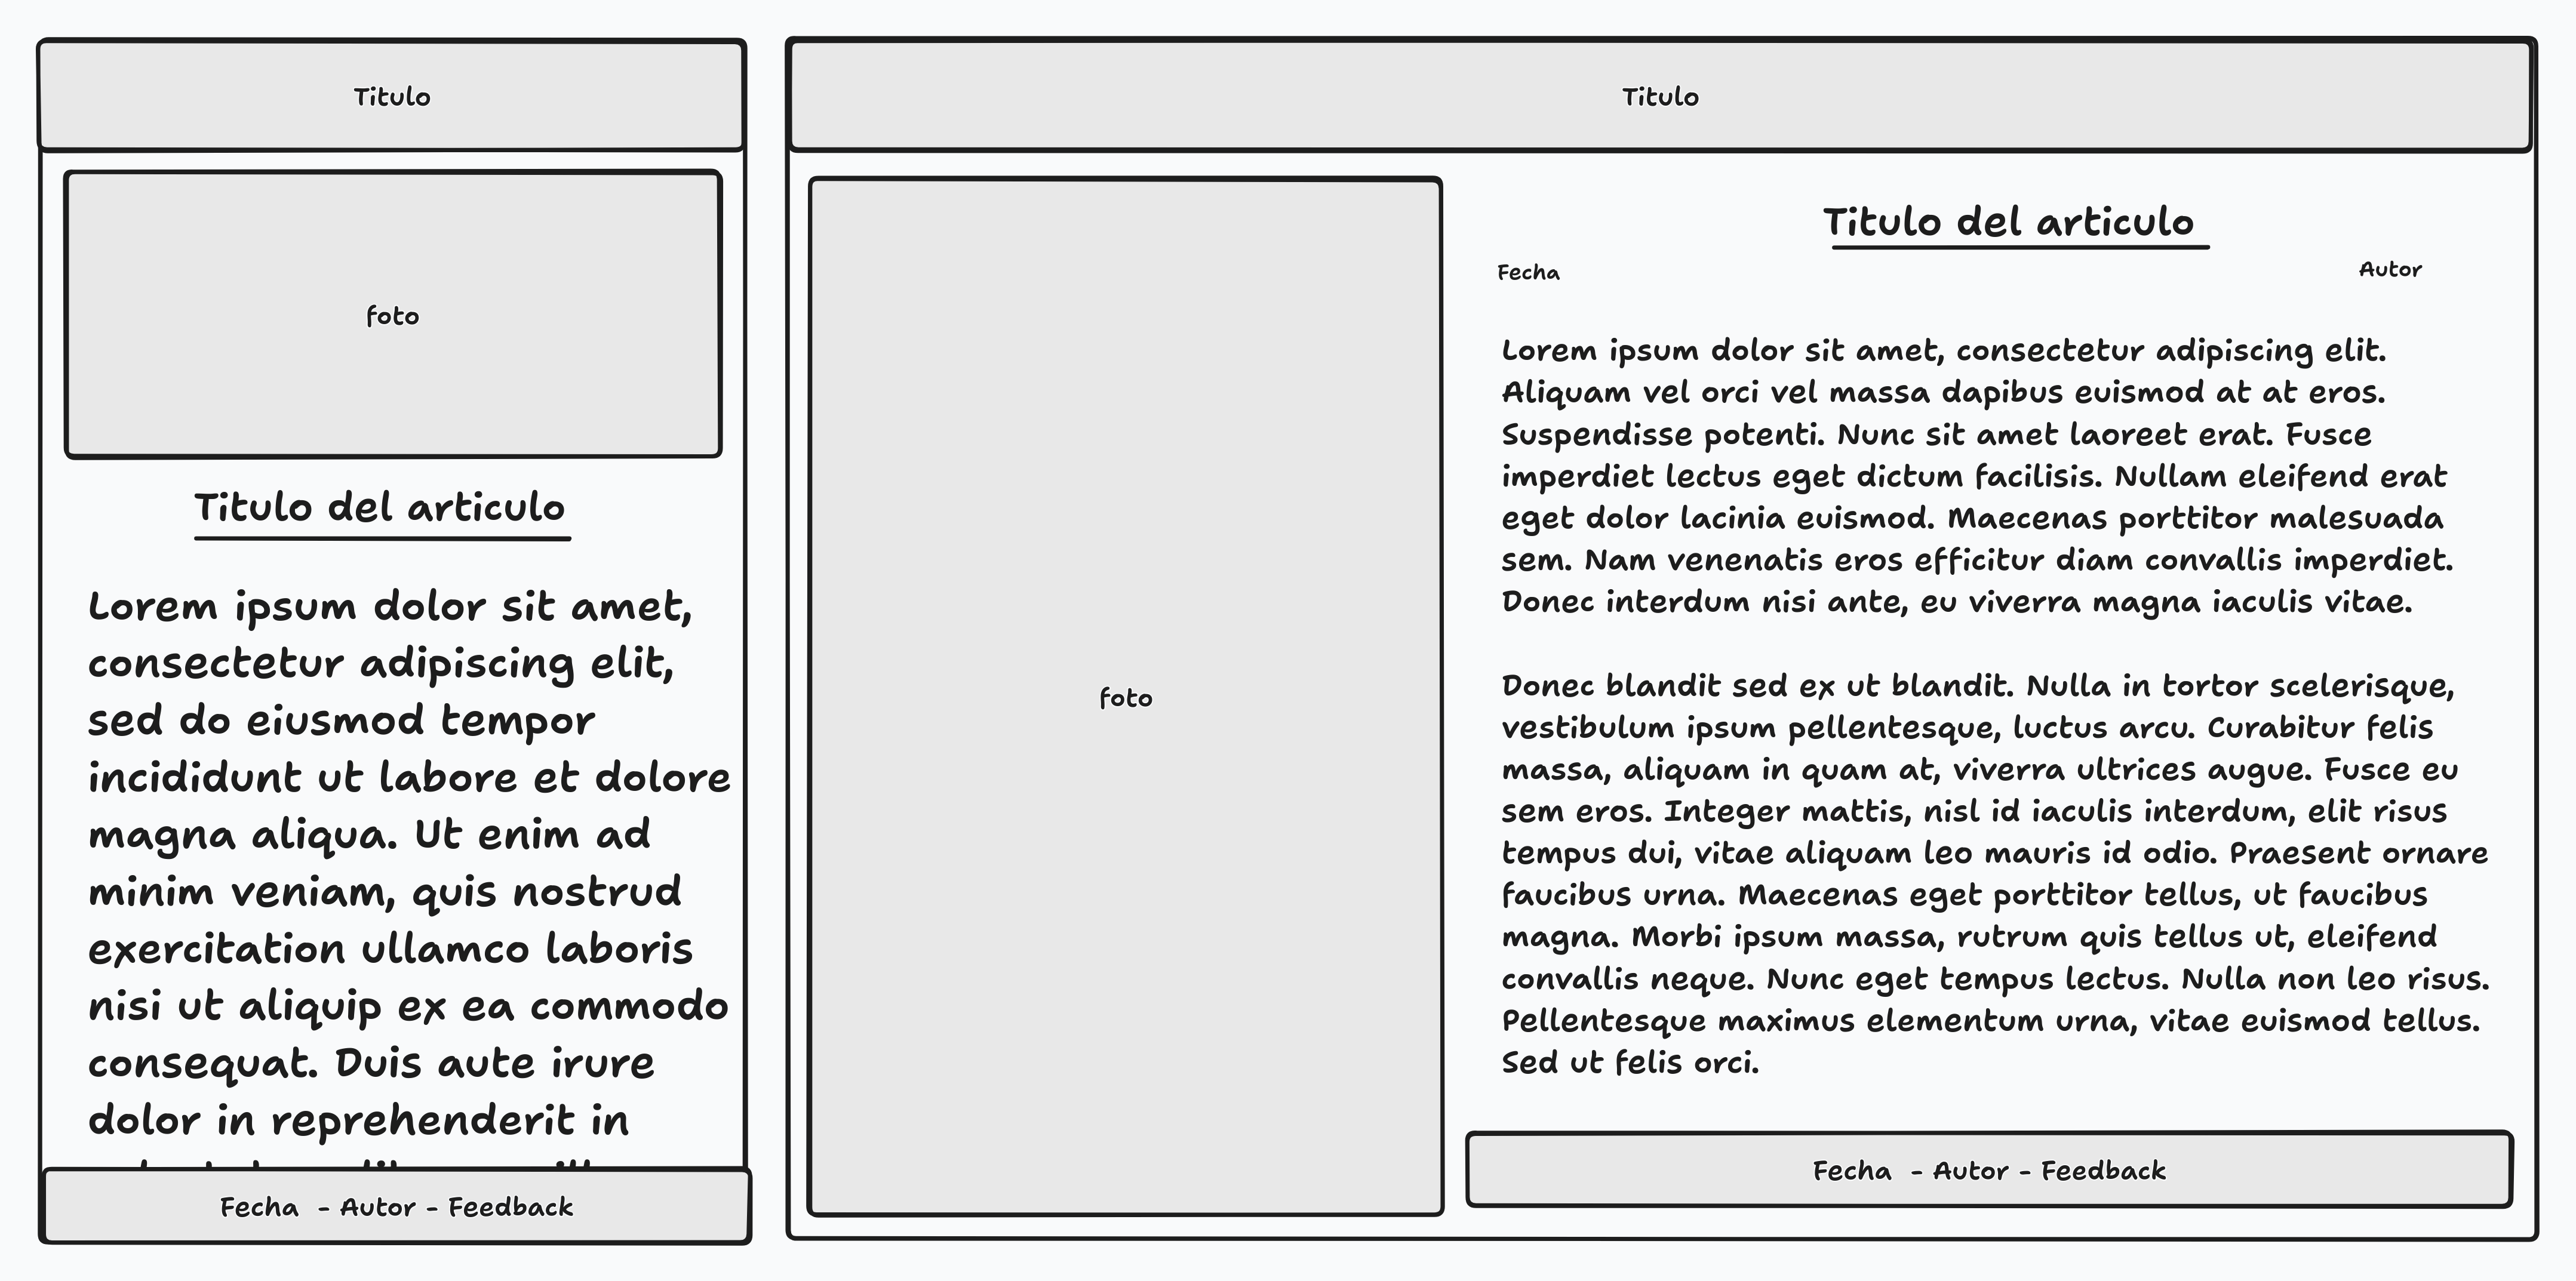 Titulo
foto
Titulo del articulo
Lorem ipsum dolor sit amet,
consectetur adipiscing elit,
sed do eiusmod tempor
incididunt ut labore et dolore
magna aliqua. Ut enim ad
minim veniam, quis nostrud
exercitation ullamco laboris
nisi ut aliquip ex ea commodo
consequat. Duis aute irure
dolor in reprehenderit in
Fecha - Autor - Feedback
Titulo
foto
Titulo del articulo
Fecha
Autor
Lorem ipsum dolor sit amet, consectetur adipiscing elit.
Aliquam vel orci vel massa dapibus euismod at at eros.
Suspendisse potenti. Nunc sit amet laoreet erat. Fusce
imperdiet lectus eget dictum facilisis. Nullam eleifend erat
eget dolor lacinia euismod. Maecenas porttitor malesuada
sem. Nam venenatis eros efficitur diam convallis imperdiet.
Donec interdum nisi ante, eu viverra magna iaculis vitae.
Donec blandit sed ex ut blandit. Nulla in tortor scelerisque,
vestibulum ipsum pellentesque, luctus arcu. Curabitur felis
massa, aliquam in quam at, viverra ultrices augue. Fusce eu
sem eros. Integer mattis, nisl id iaculis interdum, elit risus
tempus dui, vitae aliquam leo mauris id odio. Praesent ornare
faucibus urna. Maecenas eget porttitor tellus, ut faucibus
magna. Morbi ipsum massa, rutrum quis tellus ut, eleifend
convallis neque. Nunc eget tempus lectus. Nulla non leo risus.
Pellentesque maximus elementum urna, vitae euismod tellus.
Sed ut felis orci.
Fecha - Autor - Feedback